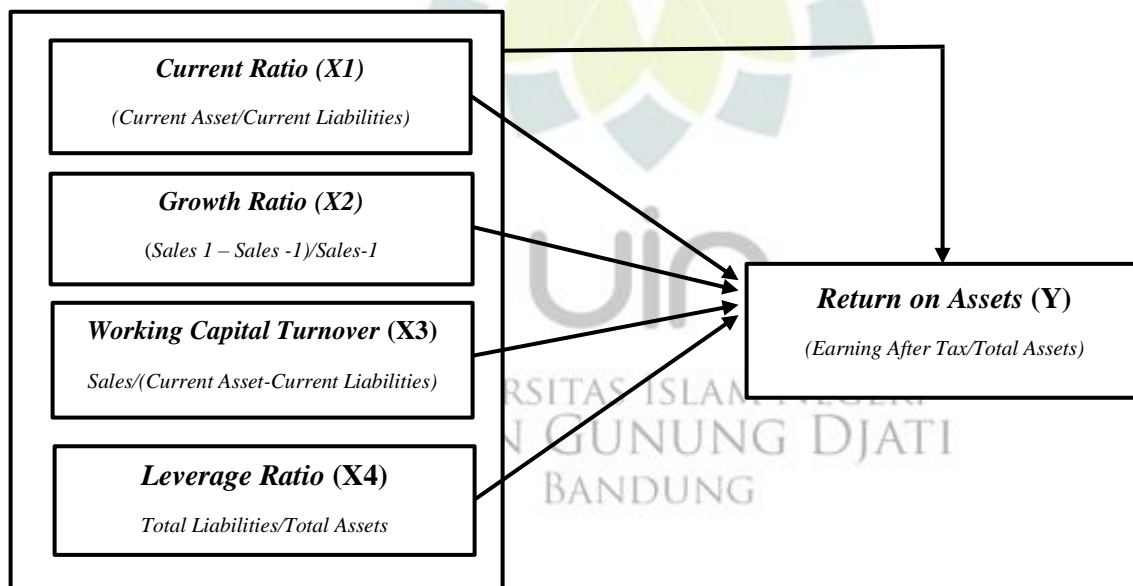 Current Ratio (X1)
(Current Asset/Current Liabilities)
Growth Ratio (X2)
(Sales 1 – Sales -1)/Sales-1
Working Capital Turnover (X3)
Sales/(Current Asset-Current Liabilities)
Leverage Ratio (X4)
Total Liabilities/Total Assets
Return on Assets (Y)
(Earning After Tax/Total Assets)
uin
RSITAS ISLAM NEGERI
N GUNUNG DJATI
BANDUNG